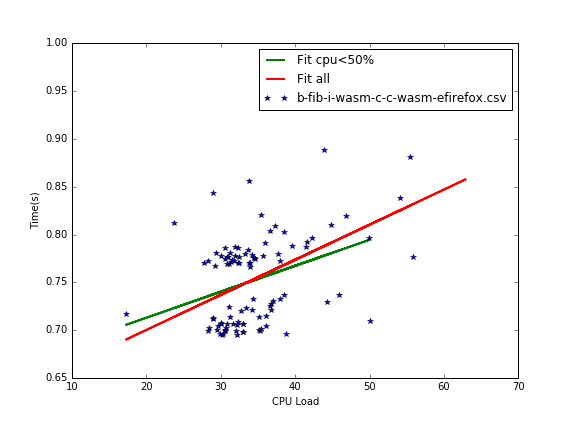 1.00
0.95
0.90
0.85
0.80
0.75
0.70
0.65
Time(s)
Fit cpu<50%
Fit all
b-fib-i-wasm-c-c-wasm-efirefox.csv
10 20 30 40 50 60 70
CPU Load